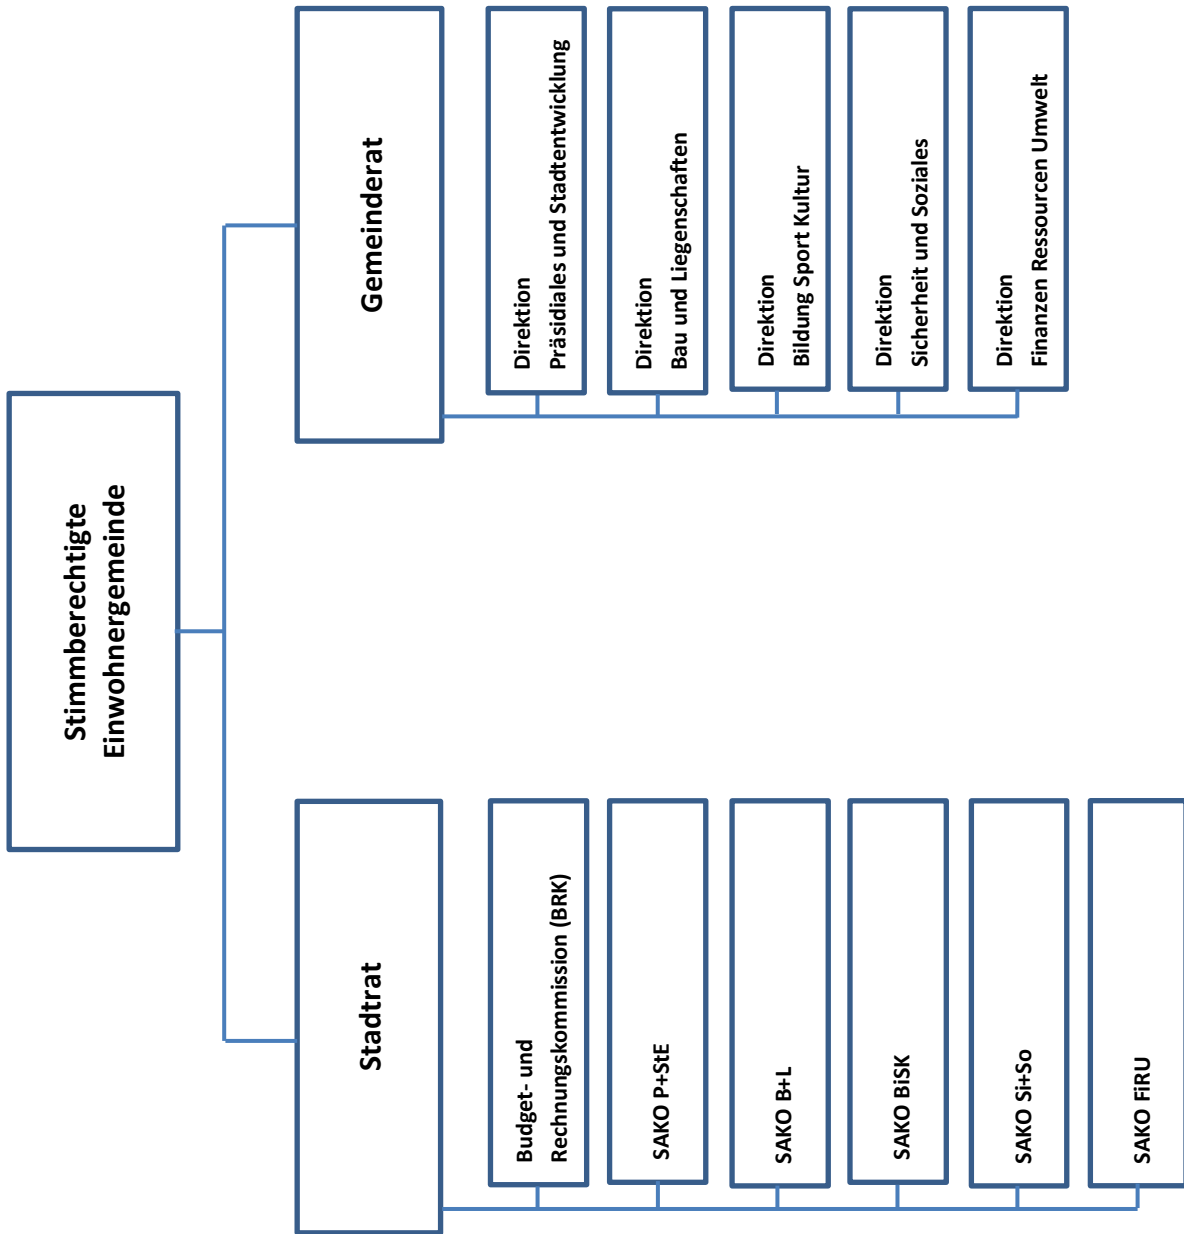 Stimmberechtigte
Einwohnergemeinde
Stadtrat
Budget- und
Rechnungskommission (BRK)
SAKO P+StE
SAKO B+L
SAKO BiSK
SAKO Si+So
SAKO FiRU
Gemeinderat
Direktion
Präsidiales und Stadtentwicklung
Direktion
Bau und Liegenschaften
Direktion
Bildung Sport Kultur
Direktion
Sicherheit und Soziales
Direktion
Finanzen Ressourcen Umwelt